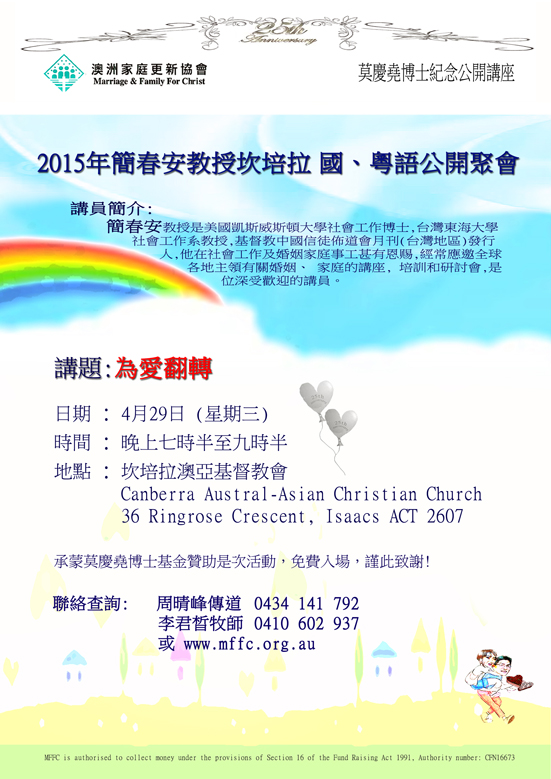 25th
Anniversary
澳洲家庭更新協會
Marriage & Family For Christ
莫慶堯博士紀念公開講座
2015年簡春安教授坎培拉 國、粵語公開聚會
講員簡介:
簡春安教授是美國凱斯威斯頓大學社會工作博士,台灣東海大學
社會工作系教授,基督教中國信徒佈道會月刊(台灣地區)發行
人,他在社會工作及婚姻家庭事工甚有恩賜,經常應邀全球
各地主領有關婚姻、 家庭的講座, 培訓和研討會,是
位深受歡迎的講員。
講題:為愛翻轉
日期 : 4月29日 (星期三)
時間 : 晚上七時半至九時半
地點 : 坎培拉澳亞基督教會
Canberra Austral-Asian Christian Church
36 Ringrose Crescent, Isaacs ACT 2607
承蒙莫慶堯博士基金贊助是次活動，免費入場，謹此致謝!
聯絡查詢: 周晴峰傳道 0434 141 792
李君皙牧師 0410 602 937
或 www.mffc.org.au
MFFC is authorised to collect money under the provisions of Section 16 of the Fund Raising Act 1991, Authority number: CFN16673